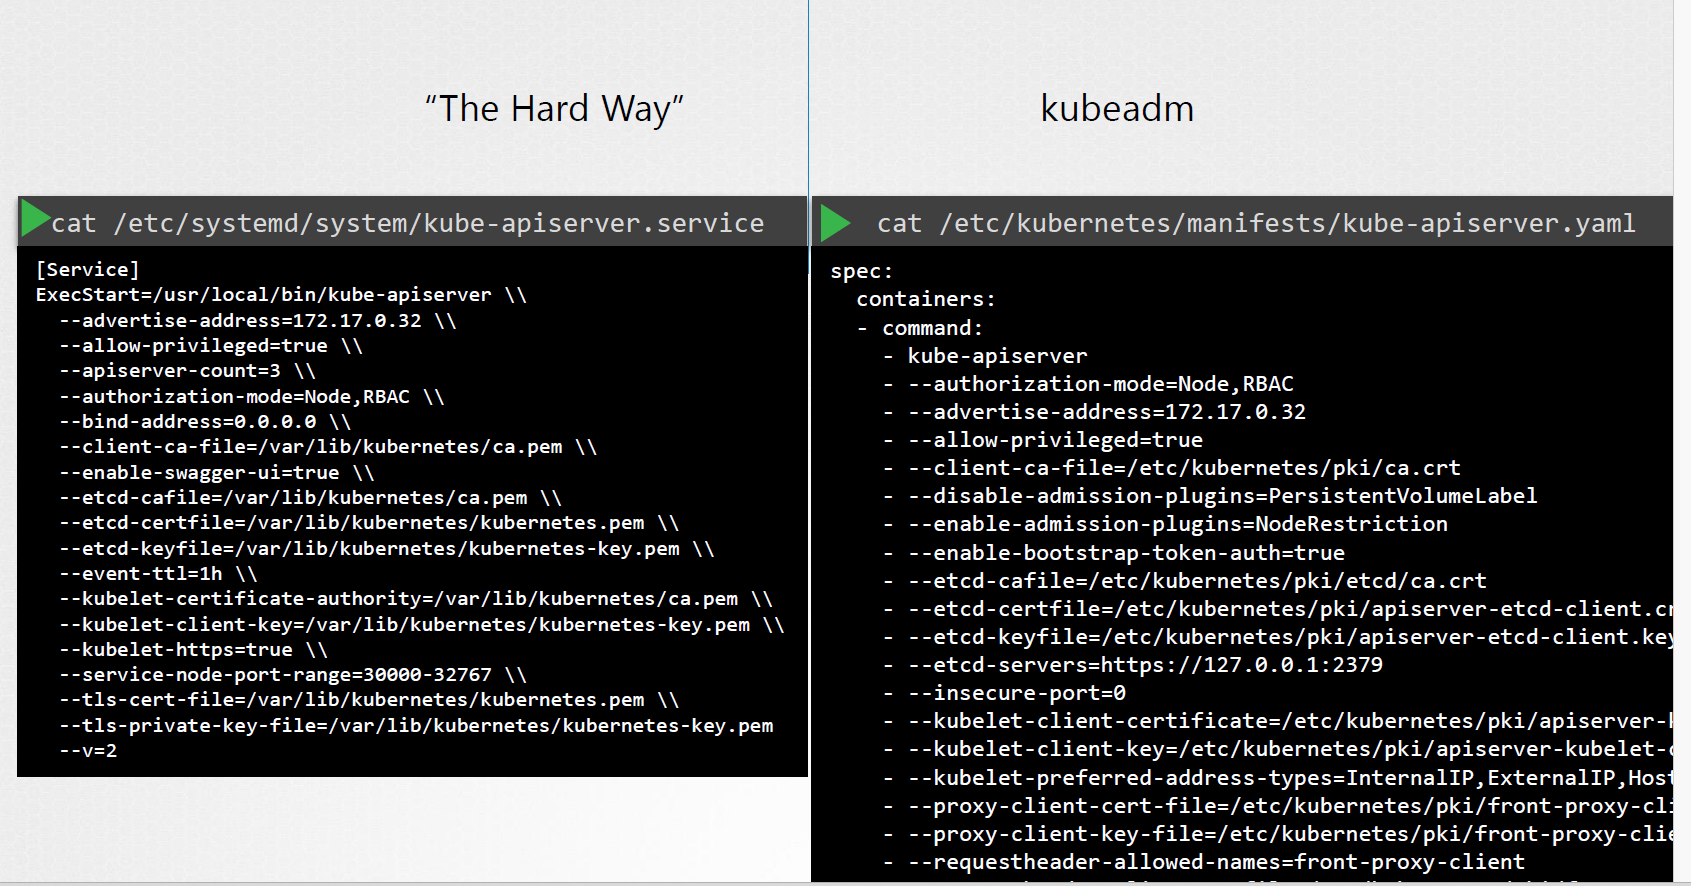 “The Hard Way”
cat /etc/systemd/system/kube-apiserver.service
[Service]
ExecStart=/usr/local/bin/kube-apiserver \\
--advertise-address=172.17.0.32 \\
--allow-privileged=true \\
--apiserver-count=3 \\
--authorization-mode=Node,RBAC \\
--bind-address=0.0.0.0 \\
--client-ca-file=/var/lib/kubernetes/ca.pem \\
--enable-swagger-ui=true \\
--etcd-cafile=/var/lib/kubernetes/ca.pem \\
--etcd-certfile=/var/lib/kubernetes/kubernetes.pem \\
--etcd-keyfile=/var/lib/kubernetes/kubernetes-key.pem \\
--event-ttl=1h \\
--kubelet-certificate-authority=/var/lib/kubernetes/ca.pem \\
--kubelet-client-key=/var/lib/kubernetes/kubernetes-key.pem \\
--kubelet-https=true \\
--service-node-port-range=30000-32767 \\
--tls-cert-file=/var/lib/kubernetes/kubernetes.pem \\
--tls-private-key-file=/var/lib/kubernetes/kubernetes-key.pem
--v=2
kubeadm
cat /etc/kubernetes/manifests/kube-apiserver.yaml
spec:
containers:
- command:
- kube-apiserver
- --authorization-mode=Node,RBAC
- --advertise-address=172.17.0.32
- --allow-privileged=true
- --client-ca-file=/etc/kubernetes/pki/ca.crt
- --disable-admission-plugins=PersistentVolumeLabel
- --enable-admission-plugins=NodeRestriction
- --enable-bootstrap-token-auth=true
- --etcd-cafile=/etc/kubernetes/pki/etcd/ca.crt
- --etcd-certfile=/etc/kubernetes/pki/apiserver-etcd-client.cr
- --etcd-keyfile=/etc/kubernetes/pki/apiserver-etcd-client.key
- --etcd-servers=https://127.0.0.1:2379
- --insecure-port=0
- --kubelet-client-certificate=/etc/kubernetes/pki/apiserver-k
- --kubelet-client-key=/etc/kubernetes/pki/apiserver-kubelet-c
- --kubelet-preferred-address-types=InternalIP,ExternalIP,Host
- --proxy-client-cert-file=/etc/kubernetes/pki/front-proxy-cli
- --proxy-client-key-file=/etc/kubernetes/pki/front-proxy-clie
- --requestheader-allowed-names=front-proxy-client